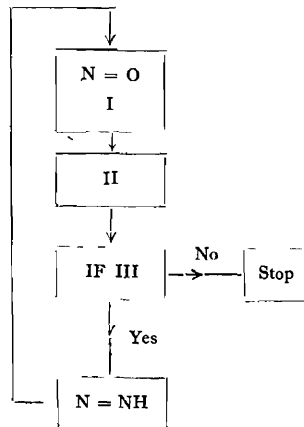 N = O
I
II
IF III
No
Stop
Yes
N = NH